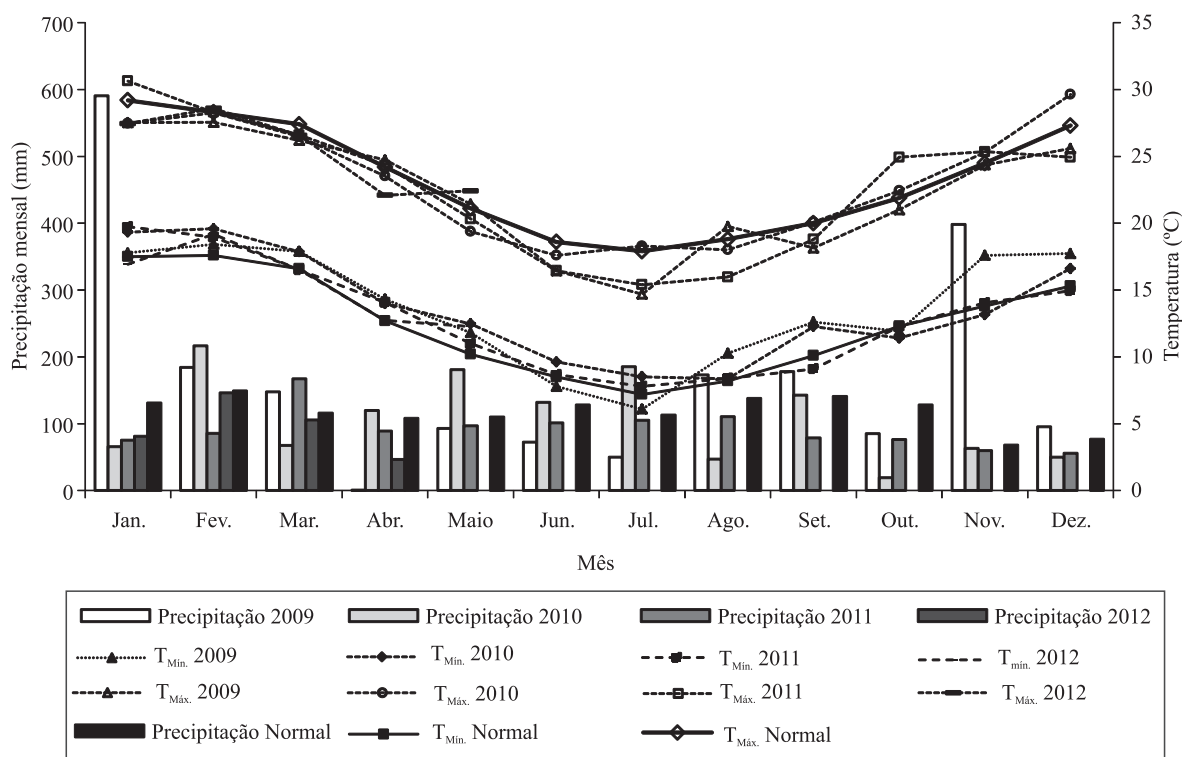 700
600
500
400
300
200
100
0
Precipitação mensal (mm)
35
30
25
20
15
10
5
0
Temperatura (ºC)
Jan. Fev. Mar. Abr. Maio Jun. Jul. Ago. Set. Out. Nov. Dez.
Mês
Precipitação 2009 Precipitação 2010 Precipitação 2011 Precipitação 2012
TMín. 2009 TMín. 2010 TMín. 2011 Tmín. 2012
TMáx. 2009 TMáx. 2010 TMáx. 2011 TMáx. 2012
Precipitação Normal TMín. Normal TMáx. Normal